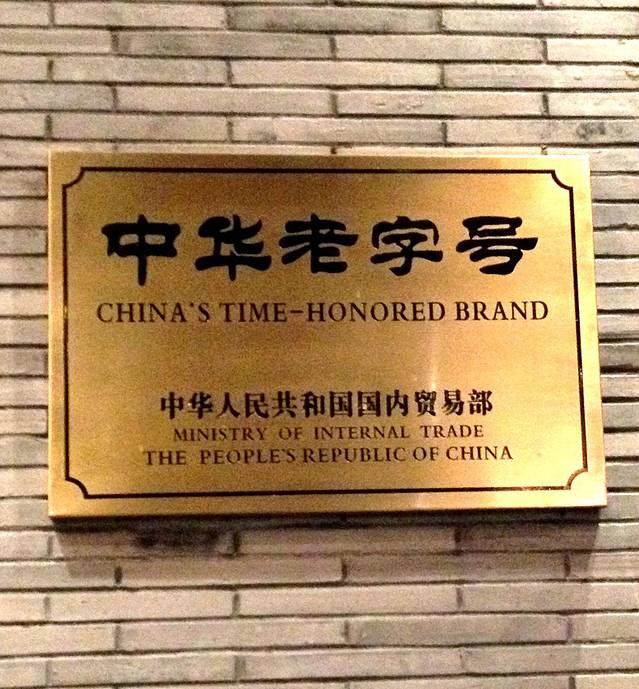 中华老字号
CHINA'S TIME-HONORED BRAND
中华人民共和国国内贸易部
MINISTRY OF INTERNAL TRADE
THE PEOPLE'S REPUBLIC OF CHINA